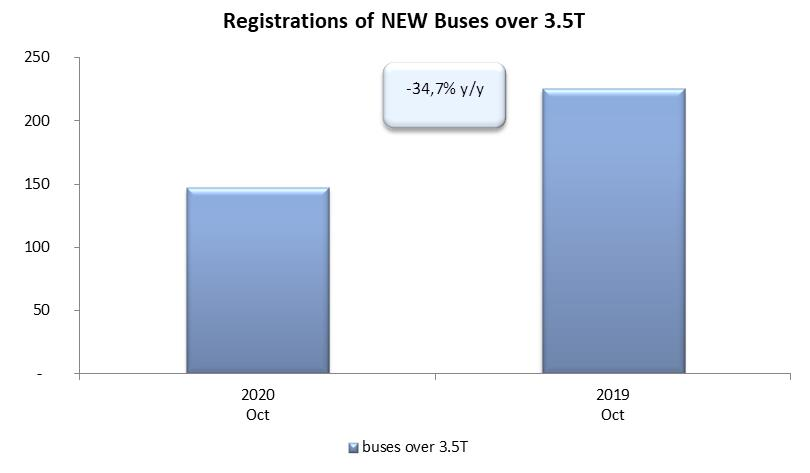 Registrations of NEW Buses over 3.5T
250
200
150
100
50
-
-34,7% y/y
2020
Oct
2019
Oct
buses over 3.5T